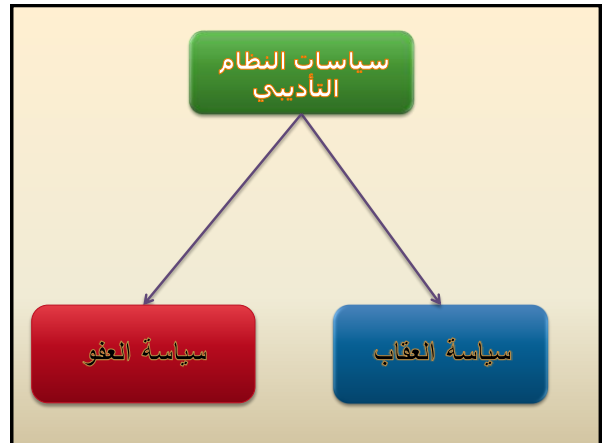 سياسات النظام
التأديبي
سياسة العقاب
سياسة العفو